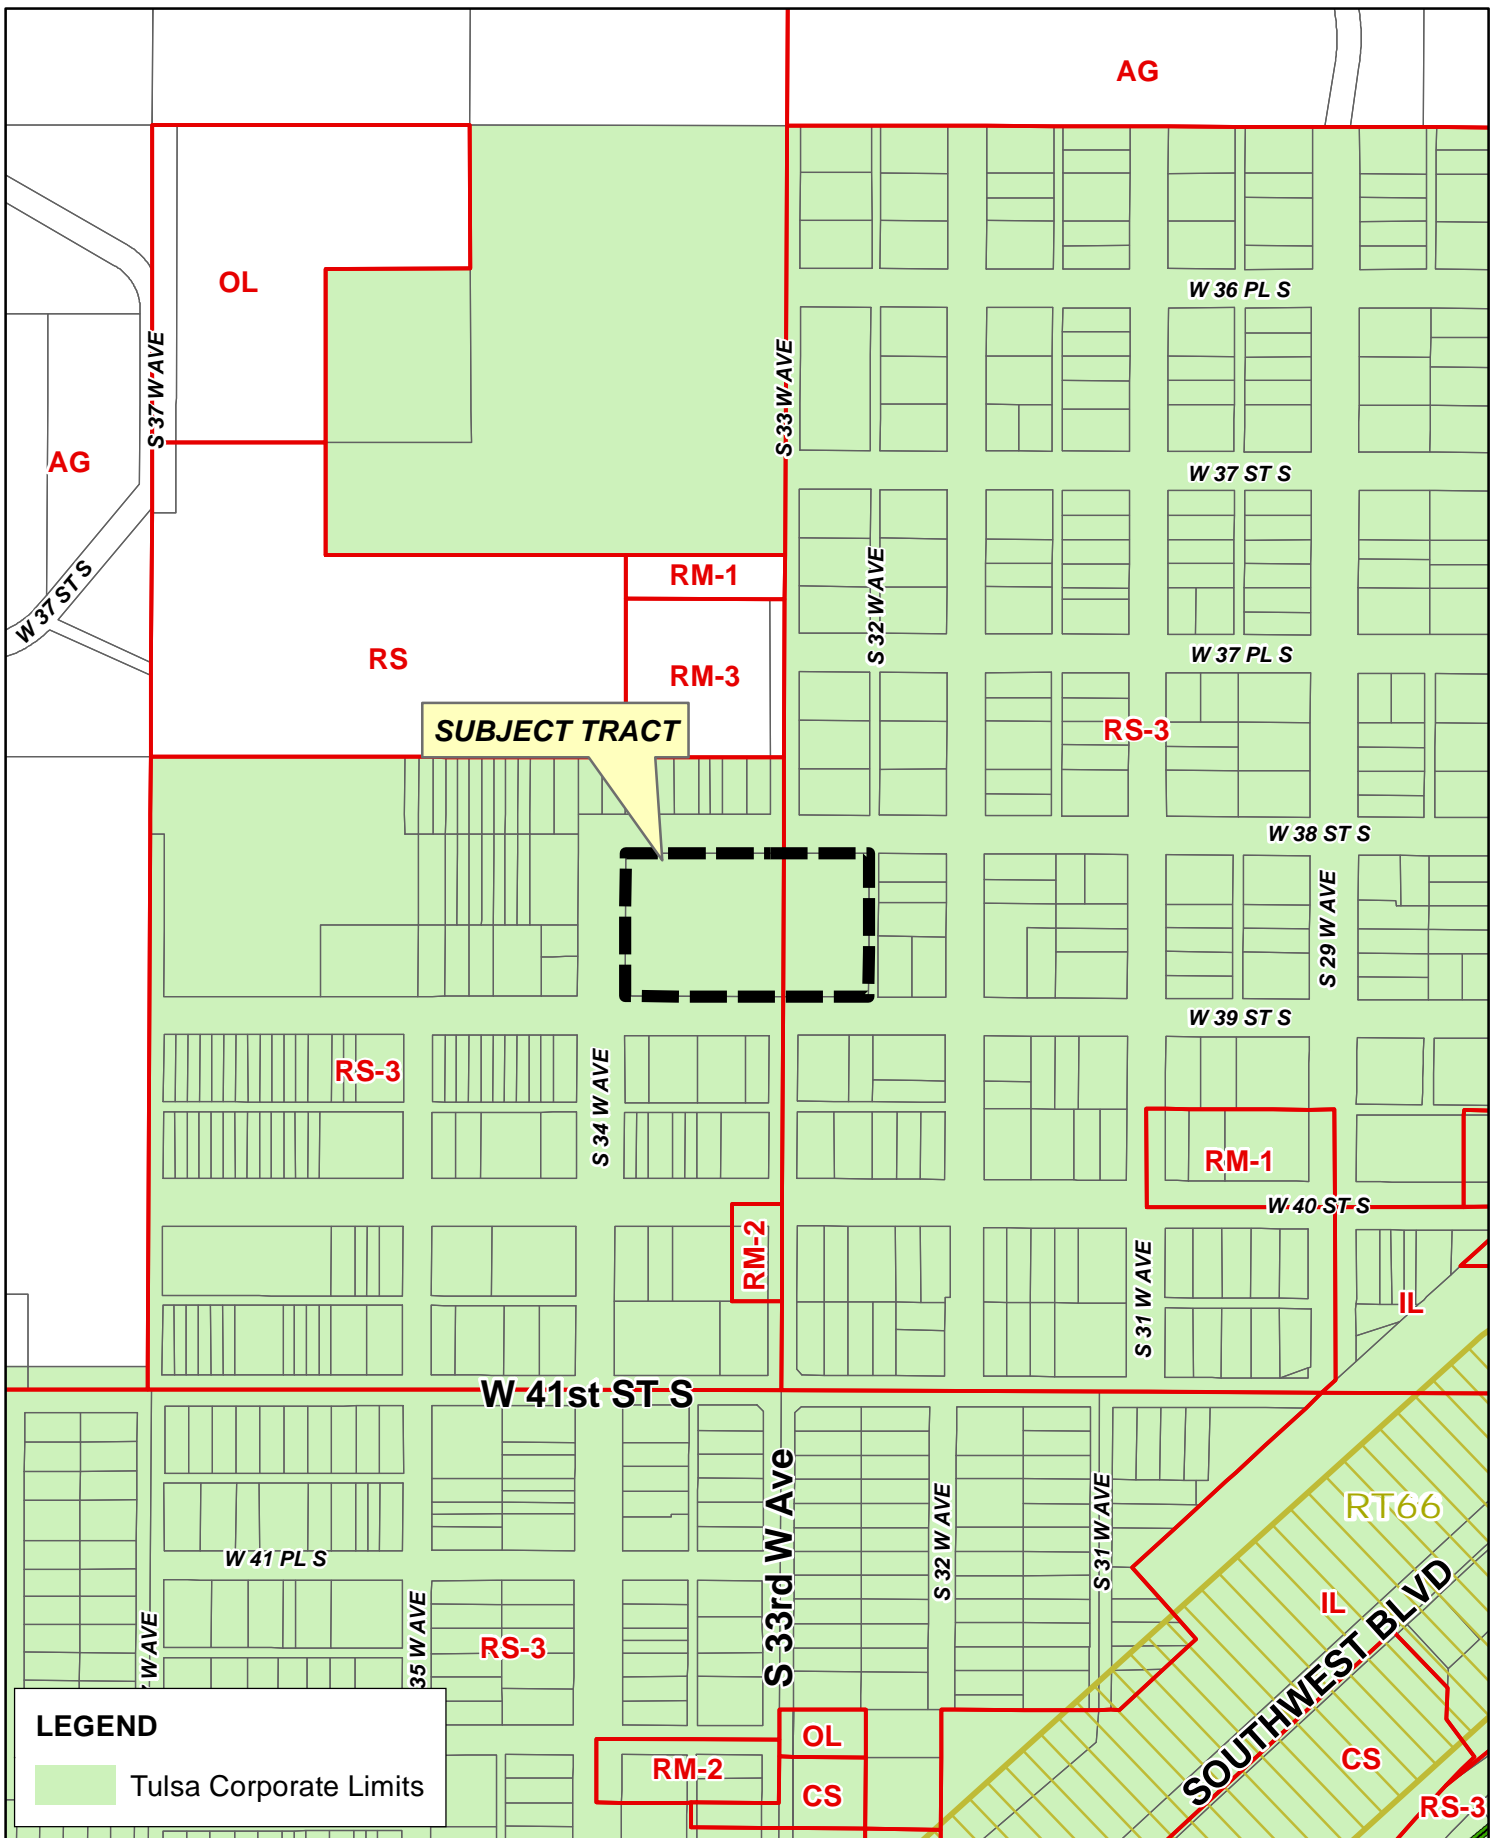 AG
OL
W 36 PL S
S 37 W AVE
S 33 W AVE
AG
W 37 ST S
RM-1
W 37 ST S
S 32 W AVE
RS
RM-3
W 37 PL S
SUBJECT TRACT
RS-3
W 38 ST S
S 29 W AVE
W 39 ST S
RS-3
S 34 W AVE
RM-1
W 40 ST S
RM-2
S 31 W AVE
IL
W 41st ST S
S 33rd W Ave
S 32 W AVE
S 31 W AVE
RT66
W 41 PL S
IL
SOUTHWEST BLVD
W AVE
35 W AVE
RS-3
LEGEND
Tulsa Corporate Limits
RM-2
OL
CS
CS
RS-3